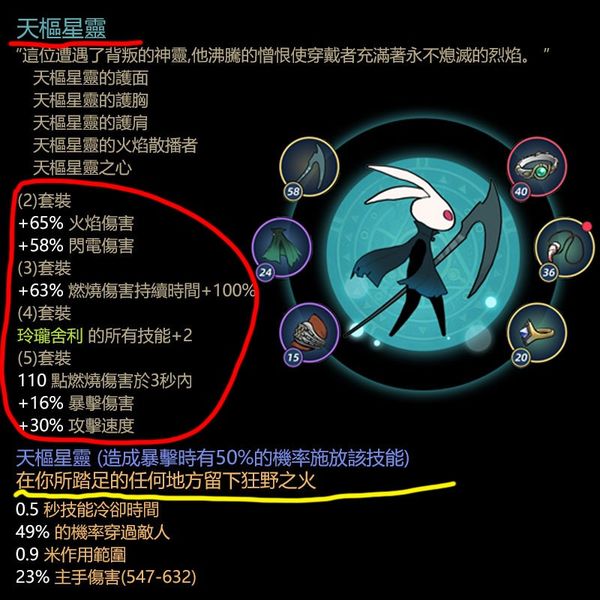 天樞星靈
“這位遭遇了背叛的神靈,他沸騰的憎恨使穿戴者充滿著永不熄滅的烈焰。 ”
天樞星靈的護面
天樞星靈的護胸
天樞星靈的護肩
天樞星靈的火焰散播者
天樞星靈之心
(2)套裝
+65% 火焰傷害
+58% 閃電傷害
(3)套裝
+63% 燃燒傷害持續時間+100%
(4)套裝
玲瓏舍利 的所有技能+2
(5)套裝
110 點燃燒傷害於3秒內
+16% 暴擊傷害
+30% 攻擊速度
58
40
24
36
15
20
天樞星靈 (造成暴擊時有50%的機率施放該技能)
在你所踏足的任何地方留下狂野之火
0.5 秒技能冷卻時間
49% 的機率穿過敵人
0.9 米作用範圍
23% 主手傷害(547-632)